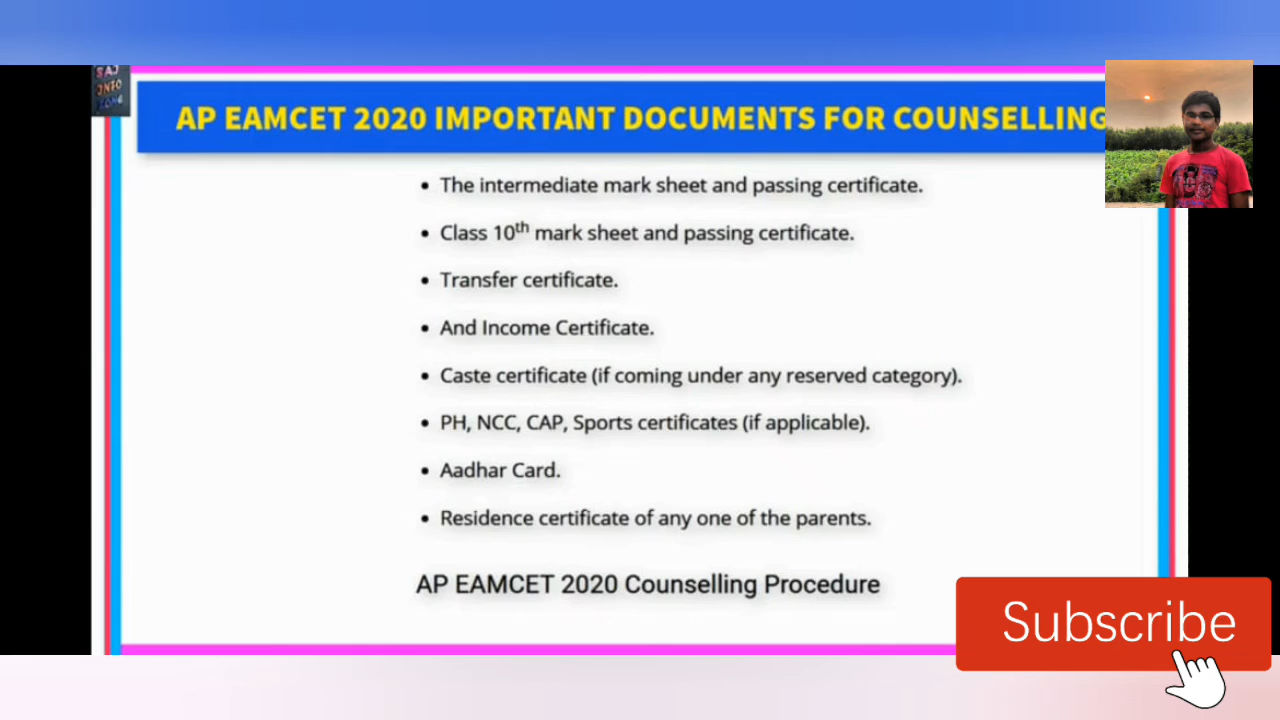 SAJ
INFO
ZONE
AP EAMCET 2020 IMPORTANT DOCUMENTS FOR COUNSELLING
• The intermediate mark sheet and passing certificate.
• Class 10th mark sheet and passing certificate.
• Transfer certificate.
• And Income Certificate.
• Caste certificate (if coming under any reserved category).
• PH, NCC, CAP, Sports certificates (if applicable).
• Aadhar Card.
• Residence certificate of any one of the parents.
AP EAMCET 2020 Counselling Procedure
Subscribe